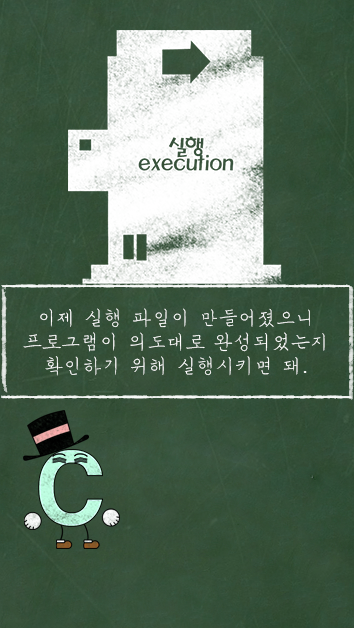 실행
execution
이제 실행 파일이 만들어졌으니
프로그램이 의도대로 완성되었는지
확인하기 위해 실행시키면 돼.
C